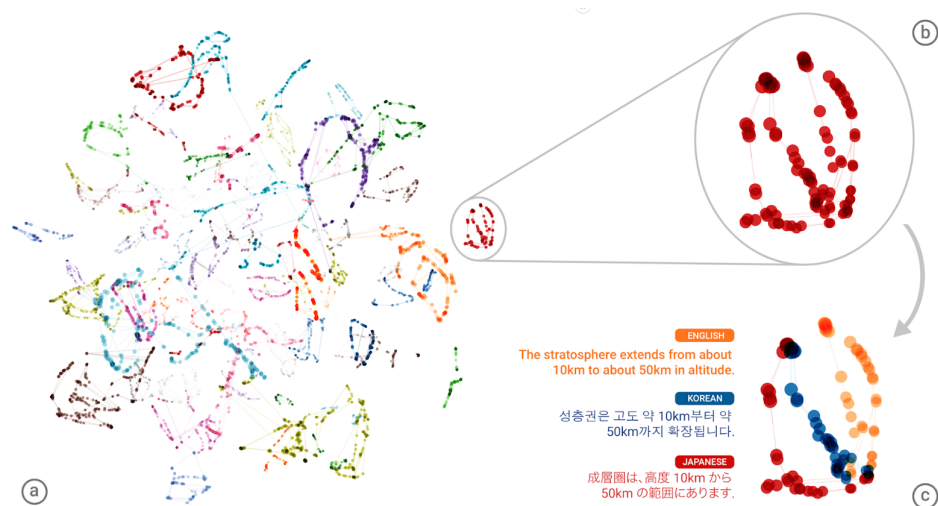 b
ENGLISH
The stratosphere extends from about
10km to about 50km in altitude.
KOREAN
성층권은 고도 약 10km부터 약
50km까지 확장됩니다.
JAPANESE
成層圏は、高度 10km から
50km の範囲にあります。
a
c